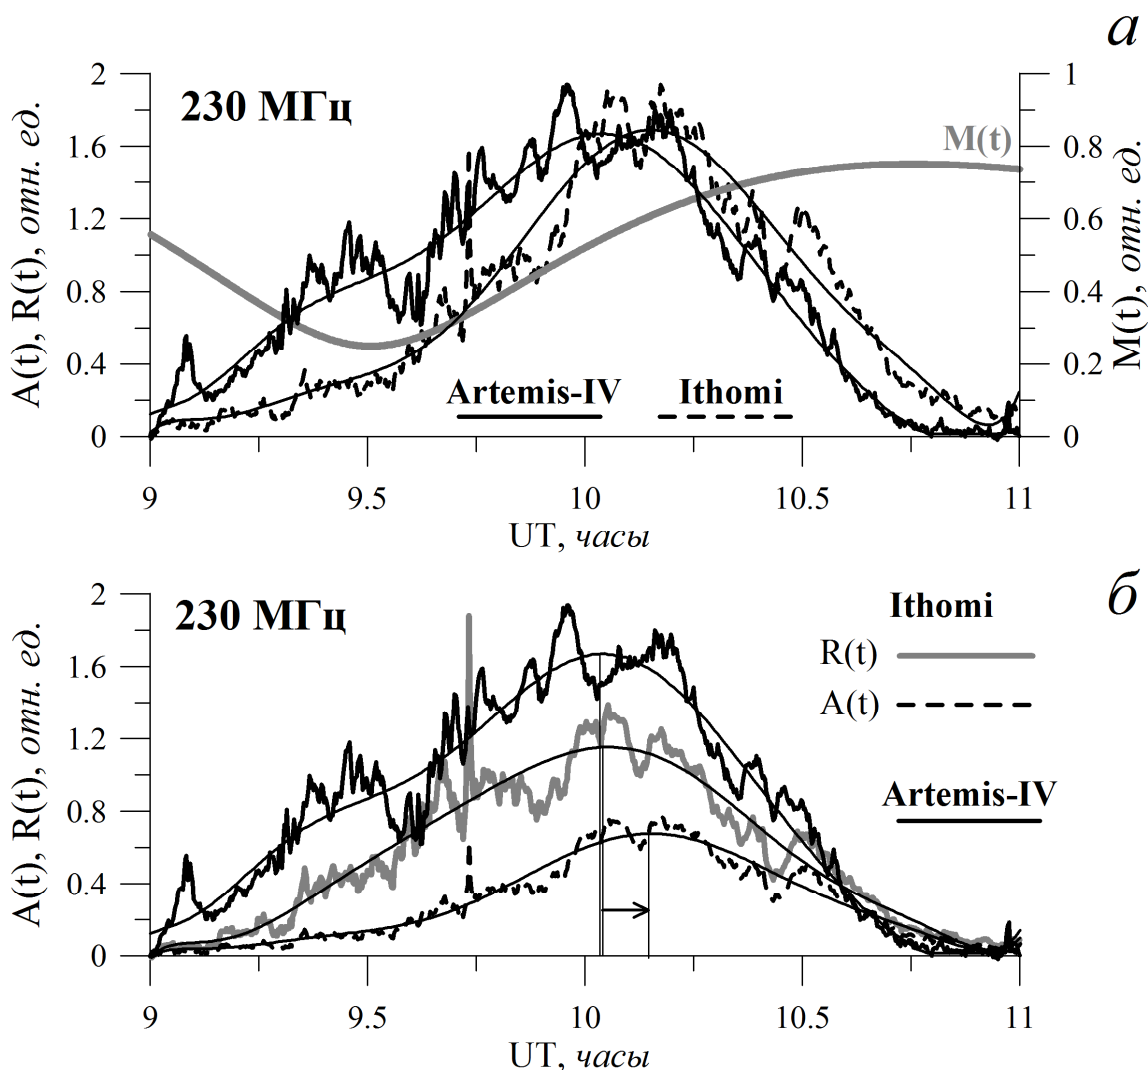 а
230 МГц
A(t), R(t), отн. ед.
2
1.6
1.2
0.8
0.4
0
1
0.8
0.6
0.4
0.2
0
M(t), отн. ед.
M(t)
Artemis-IV
Ithomi
9
9.5
10
10.5
11
UT, часы
б
230 МГц
A(t), R(t), отн. ед.
2
1.6
1.2
0.8
0.4
0
Ithomi
R(t)
A(t)
Artemis-IV
9
9.5
10
10.5
11
UT, часы